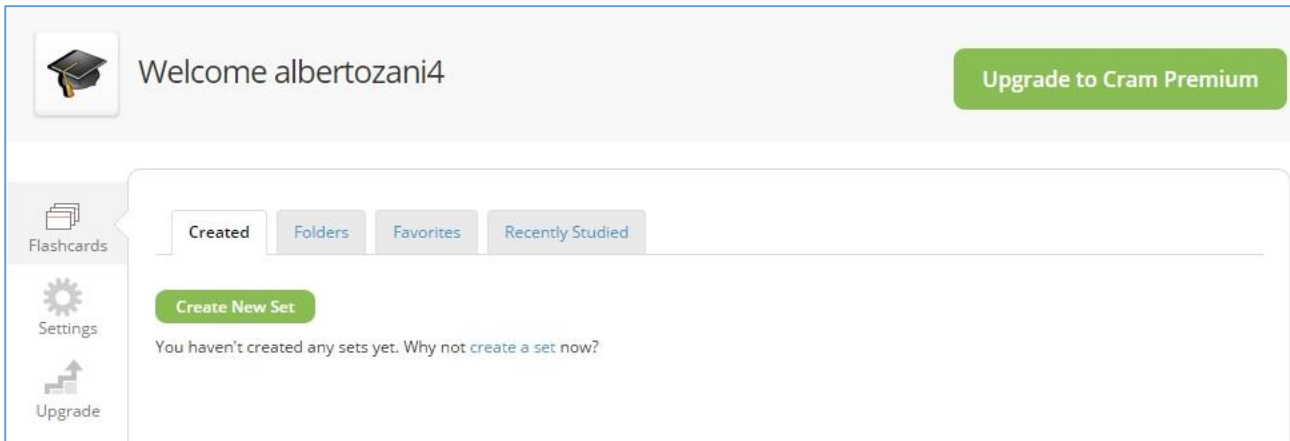 Welcome albertozani4
Upgrade to Cram Premium
Flashcards
Settings
Upgrade
Created Folders Favorites Recently Studied
Create New Set
You haven't created any sets yet. Why not create a set now?